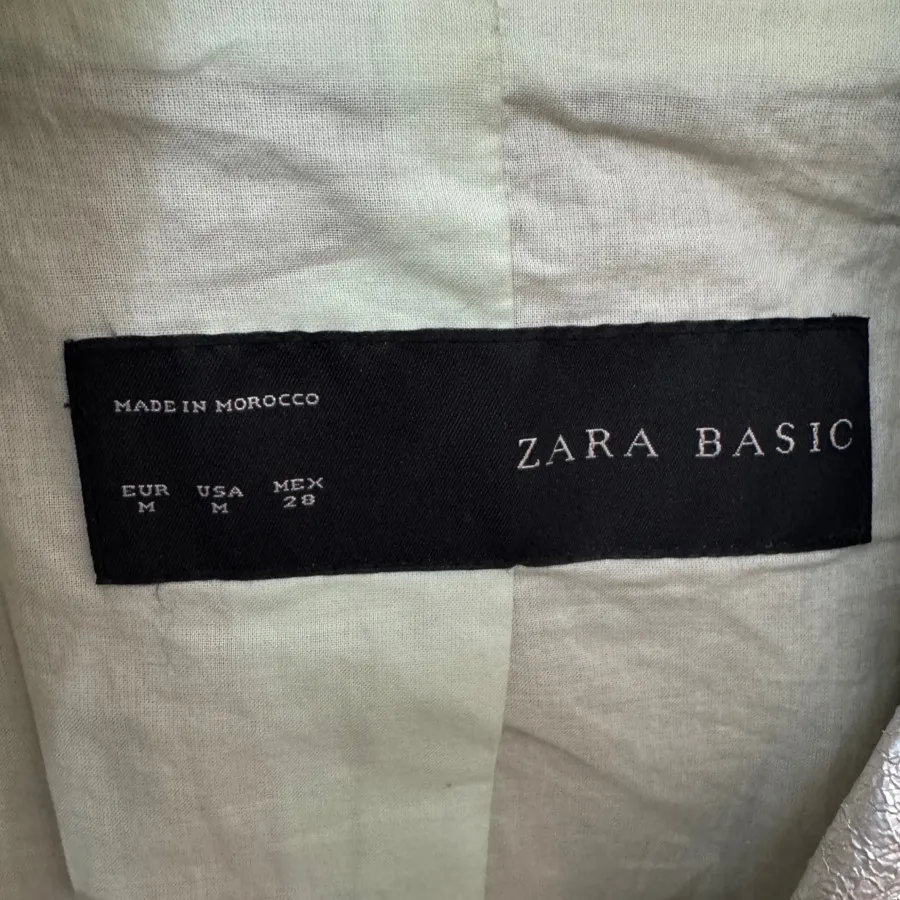 MADE IN MOROCCO
ZARA BASIC
EUR USA MEX
M M 28